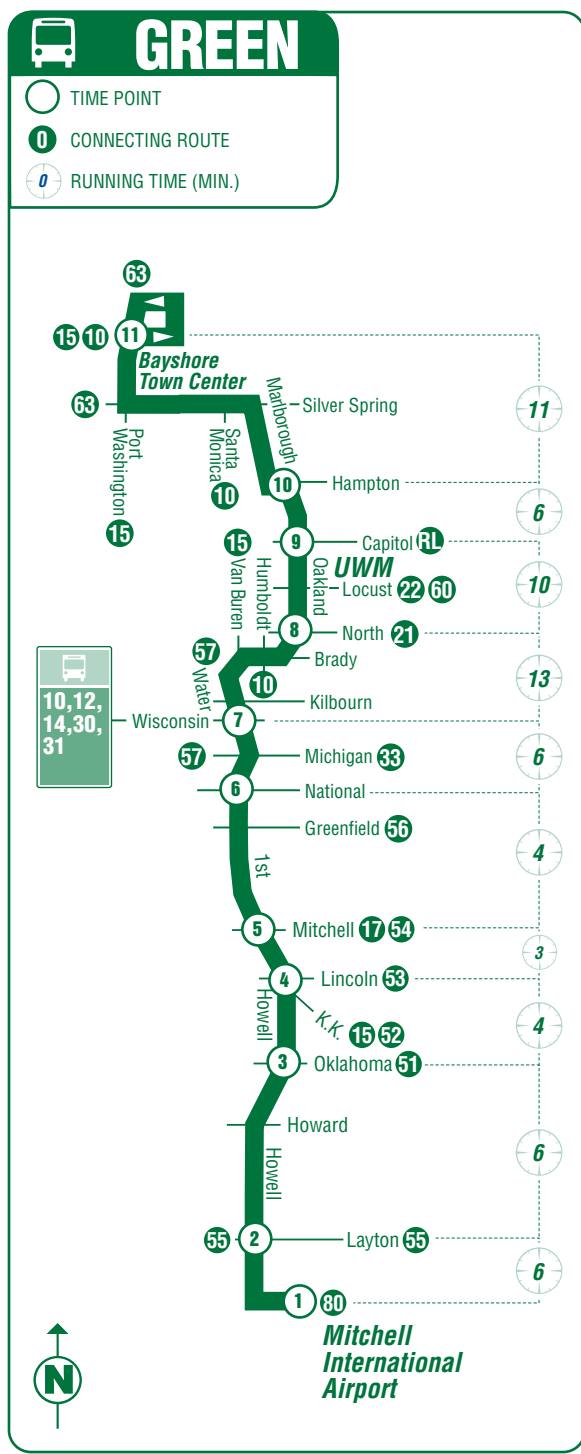 GREEN
TIME POINT
0 CONNECTING ROUTE
0 RUNNING TIME (MIN.)
63
15 10 11
Bayshore
Town Center
11
63
Marlborough
Silver Spring
Port
Washington
15
Santa
Monica
10
10 Hampton
6
9 Capitol RL
UWM
15
Van Buren
Humboldt
Oakland
Locust 22 60
10
8 North 21
57
Brady
10
Water
Kilbourn
13
10,12,
14,30,
31
Wisconsin 7
57 Michigan 33
6
6 National
Greenfield 56
4
1st
5 Mitchell 17 54
3
4 Lincoln 53
Howell
K.K. 15 52
4
3 Oklahoma 51
Howard
6
Howell
55 2 Layton 55
6
1 80
Mitchell
International
Airport
N